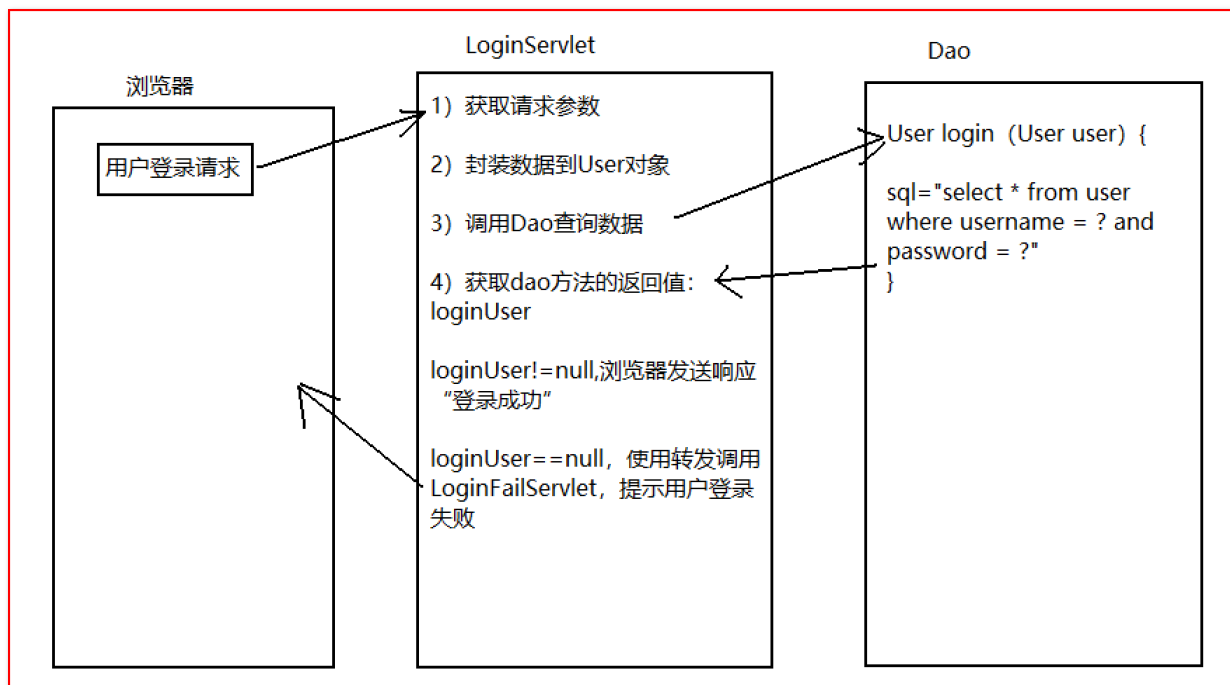 浏览器
用户登录请求
LoginServlet
1）获取请求参数
2）封装数据到User对象
3）调用Dao查询数据
4）获取dao方法的返回值：
loginUser
loginUser!=null,浏览器发送响应
“登录成功”
loginUser==null，使用转发调用
LoginFailServlet，提示用户登录
失败
Dao
User login（User user）{
sql="select * from user
where username = ? and
password = ?"
}